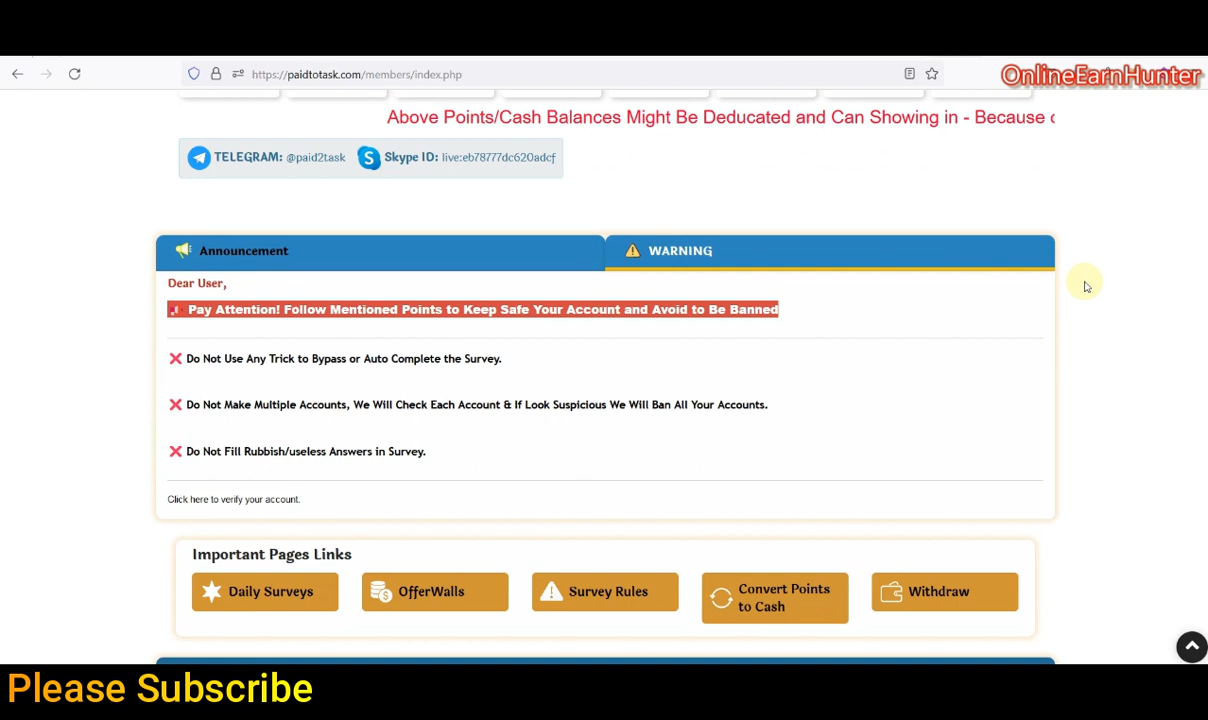 https://paidtotask.com/members/index.php
OnlineEarnHunter
Above Points/Cash Balances Might Be Deducated and Can Showing in - Because
TELEGRAM: @paid2task Skype ID: live:eb78777dc620adcf
Announcement
WARNING
Dear User,
Pay Attention! Follow Mentioned Points to Keep Safe Your Account and Avoid to Be Banned
Do Not Use Any Trick to Bypass or Auto Complete the Survey.
Do Not Make Multiple Accounts, We Will Check Each Account & If Look Suspicious We Will Ban All Your Accounts.
Do Not Fill Rubbish/useless Answers in Survey.
Click here to verify your account.
Important Pages Links
Daily Surveys
OfferWalls
Survey Rules
Convert Points
to Cash
Withdraw
Please Subscribe